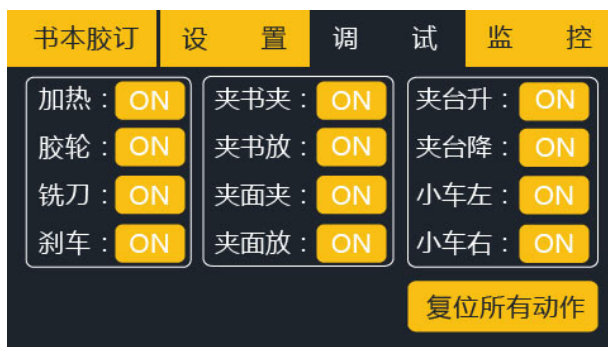 书本胶订 设 置 调 试 监 控
加热：ON 夹书夹：ON 夹台升：ON
胶轮：ON 夹书放：ON 夹台降：ON
铣刀：ON 夹面夹：ON 小车左：ON
刹车：ON 夹面放：ON 小车右：ON
复位所有动作